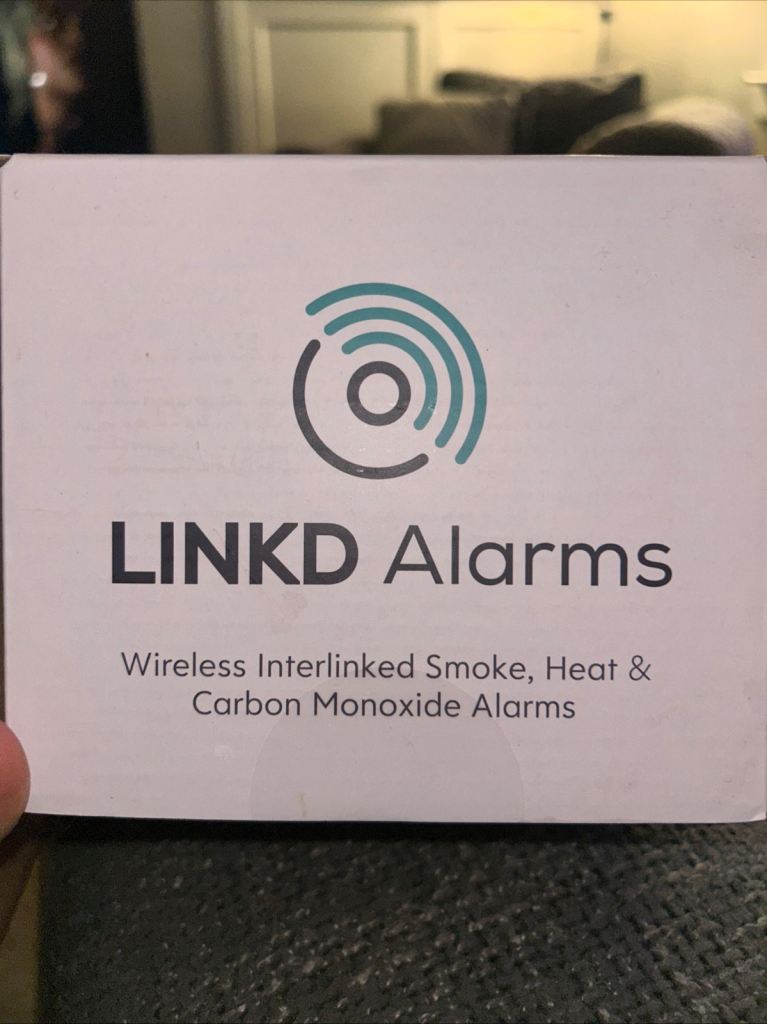 LINKD Alarms
Wireless Interlinked Smoke, Heat &
Carbon Monoxide Alarms